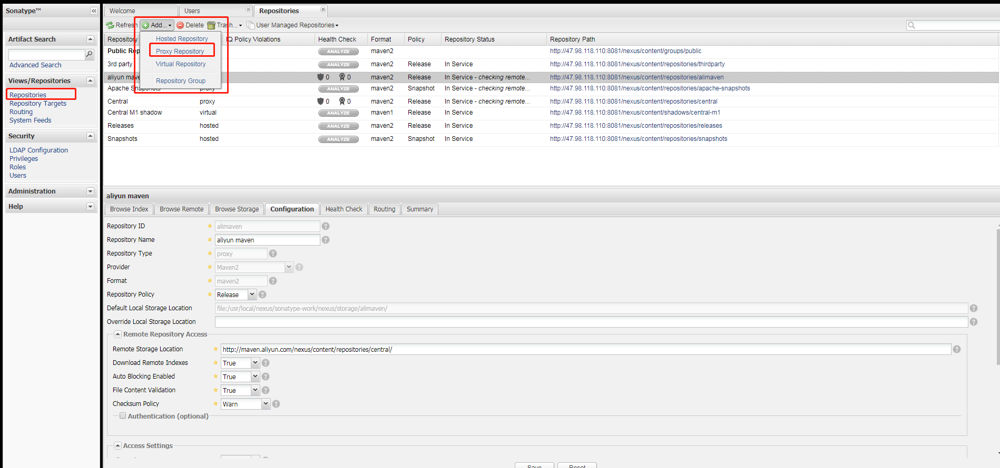 Sonatype™
Welcome
Users
Repositories
Refresh
Add...
Delete
Trash...
User Managed Repositories
Artifact Search
Advanced Search
Views/Repositories
Repositories
Repository Targets
Routing
System Feeds
Security
LDAP Configuration
Privileges
Roles
Users
Administration
Help
Hosted Repository
Proxy Repository
Virtual Repository
Repository Group
Repository IQ Policy Violations Health Check Format Policy Repository Status Repository Path
Public Rep ANALYZE maven2 http://47.98.118.110:8081/nexus/content/groups/public
3rd party ANALYZE maven2 Release In Service http://47.98.118.110:8081/nexus/content/repositories/thirdparty
aliyun mave 0 0 maven2 Release In Service - checking remote... http://47.98.118.110:8081/nexus/content/repositories/alimaven
Apache Snapshots proxy ANALYZE maven2 Snapshot In Service - checking remote... http://47.98.118.110:8081/nexus/content/repositories/apache-snapshots
Central proxy 0 0 maven2 Release In Service - checking remote... http://47.98.118.110:8081/nexus/content/repositories/central
Central M1 shadow virtual ANALYZE maven1 Release In Service http://47.98.118.110:8081/nexus/content/shadows/central-m1
Releases hosted ANALYZE maven2 Release In Service http://47.98.118.110:8081/nexus/content/repositories/releases
Snapshots hosted ANALYZE maven2 Snapshot In Service http://47.98.118.110:8081/nexus/content/repositories/snapshots
aliyun maven
Browse Index Browse Remote Browse Storage Configuration Health Check Routing Summary
Repository ID alimaven
Repository Name aliyun maven
Repository Type proxy
Provider Maven2
Format maven2
Repository Policy Release
Default Local Storage Location file:/usr/local/nexus/sonatype-work/nexus/storage/alimaven/
Override Local Storage Location
Remote Repository Access
Remote Storage Location http://maven.aliyun.com/nexus/content/repositories/central/
Download Remote Indexes True
Auto Blocking Enabled True
File Content Validation True
Checksum Policy Warn
Authentication (optional)
Access Settings
Save Reset